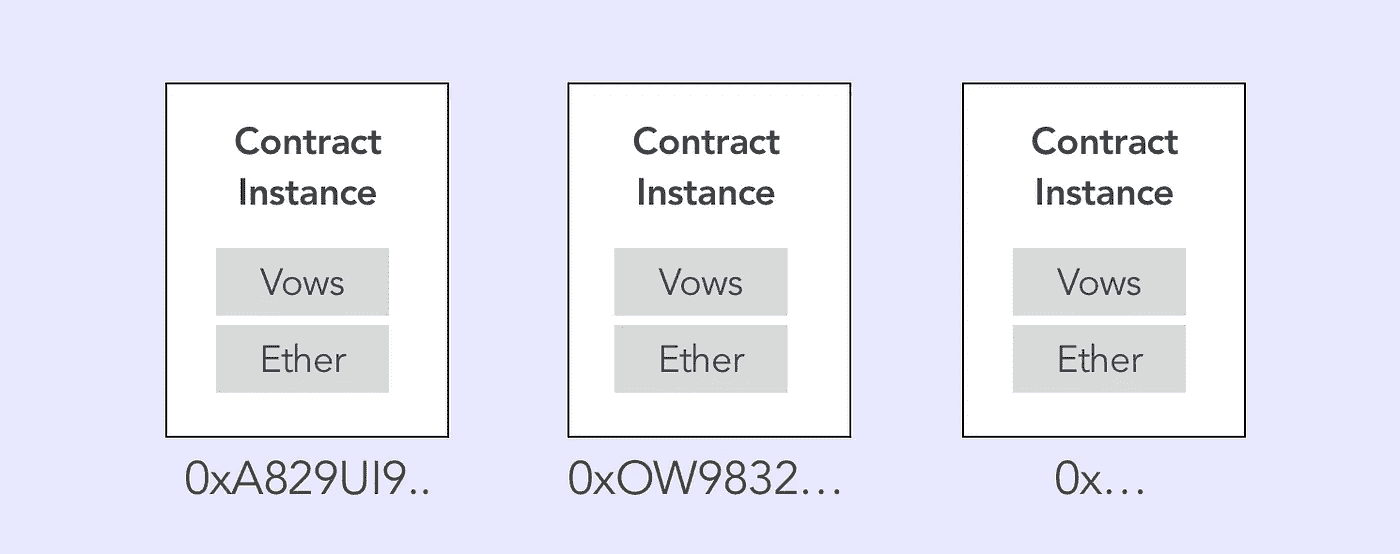 Contract
Instance
Vows
Ether
0xA829UI9..
Contract
Instance
Vows
Ether
0xOW9832...
Contract
Instance
Vows
Ether
0x...